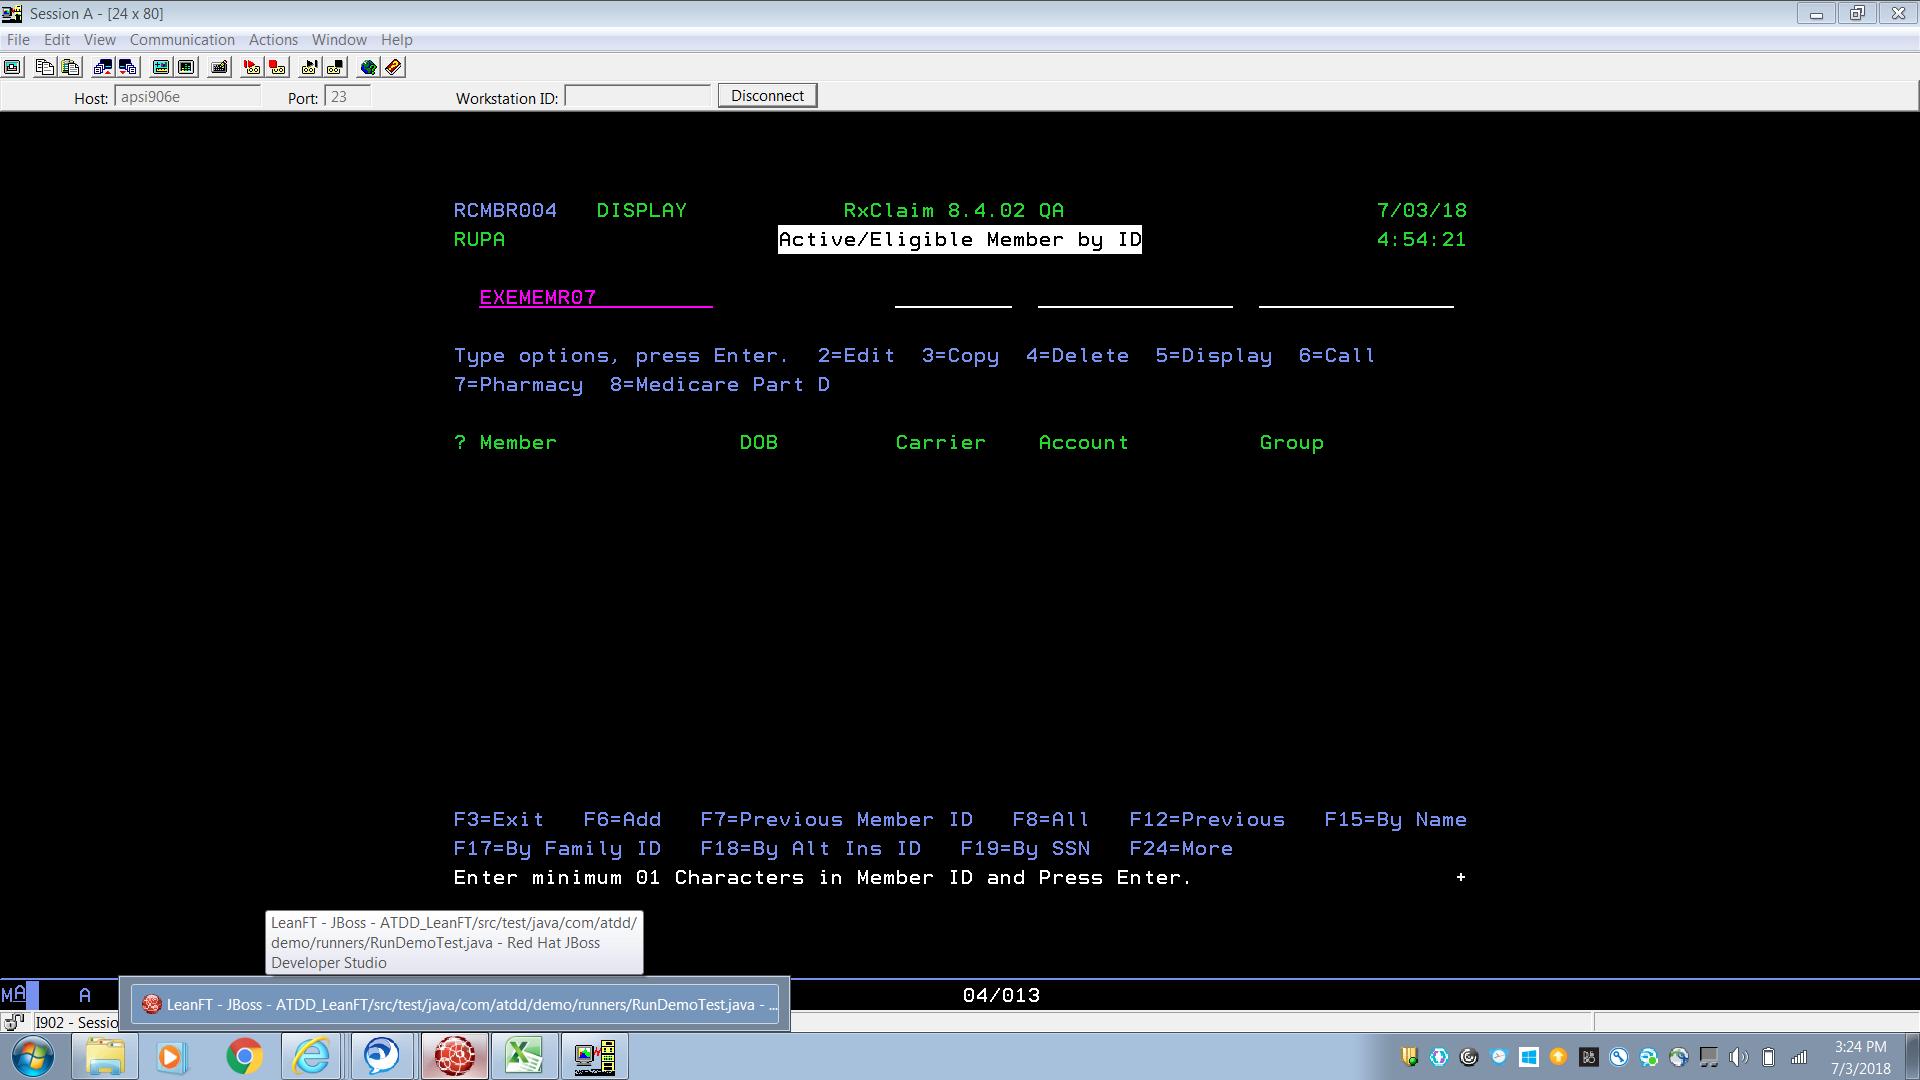 Session A - [24 x 80]
File Edit View Communication Actions Window Help
Host: apsi906e Port: 23 Workstation ID: Disconnect
RCMBR004 DISPLAY RxClaim 8.4.02 QA 7/03/18
RUPA Active/Eligible Member by ID 4:54:21
EXEMEMR07
Type options, press Enter. 2=Edit 3=Copy 4=Delete 5=Display 6=Call
7=Pharmacy 8=Medicare Part D
? Member DOB Carrier Account Group
F3=Exit F6=Add F7=Previous Member ID F8=All F12=Previous F15=By Name
F17=By Family ID F18=By Alt Ins ID F19=By SSN F24=More
Enter minimum 01 Characters in Member ID and Press Enter. +
LeanFT - JBoss - ATDD_LeanFT/src/test/java/com/atdd/
demo/runners/RunDemoTest.java - Red Hat JBoss
Developer Studio
MA A 04/013
LeanFT - JBoss - ATDD_LeanFT/src/test/java/com/atdd/demo/runners/RunDemoTest.java - ...
I902 - Sessio
3:24 PM
7/3/2018